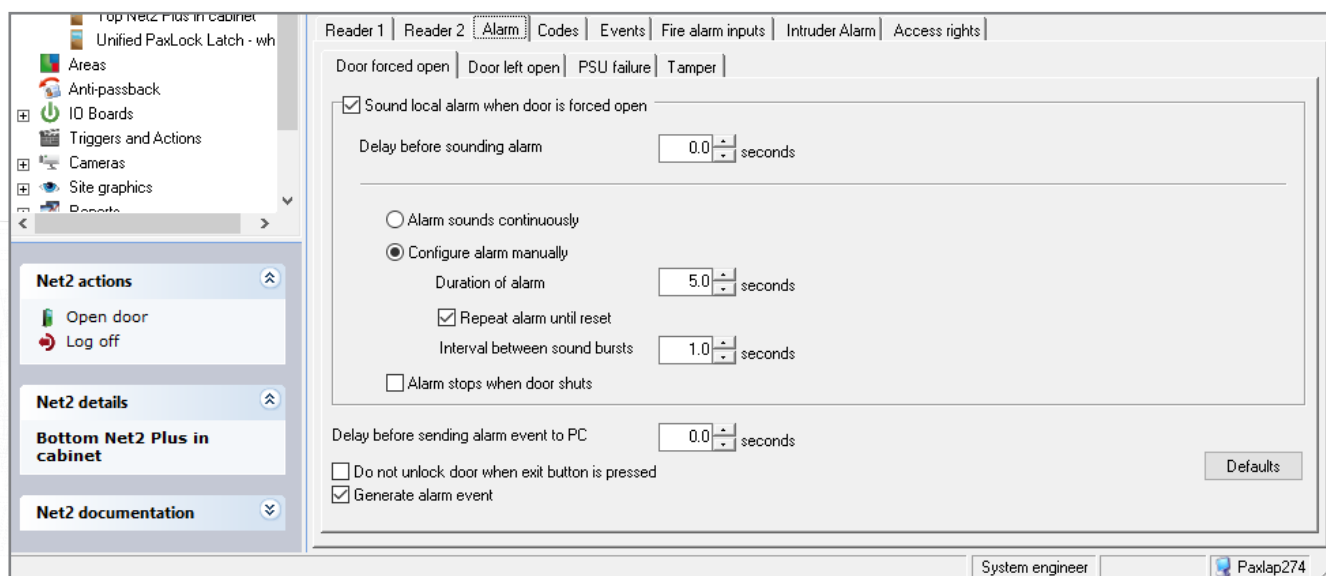 Top Net2 Plus in cabinet
Unified PaxLock Latch - wh
Areas
Anti-passback
IO Boards
Triggers and Actions
Cameras
Site graphics
Reports
Net2 actions
Open door
Log off
Net2 details
Bottom Net2 Plus in
cabinet
Net2 documentation
Reader 1 Reader 2 Alarm Codes Events Fire alarm inputs Intruder Alarm Access rights
Door forced open Door left open PSU failure Tamper
Sound local alarm when door is forced open
Delay before sounding alarm 0.0 seconds
Alarm sounds continuously
Configure alarm manually
Duration of alarm 5.0 seconds
Repeat alarm until reset
Interval between sound bursts 1.0 seconds
Alarm stops when door shuts
Delay before sending alarm event to PC 0.0 seconds
Do not unlock door when exit button is pressed
Generate alarm event
Defaults
System engineer Paxlap274